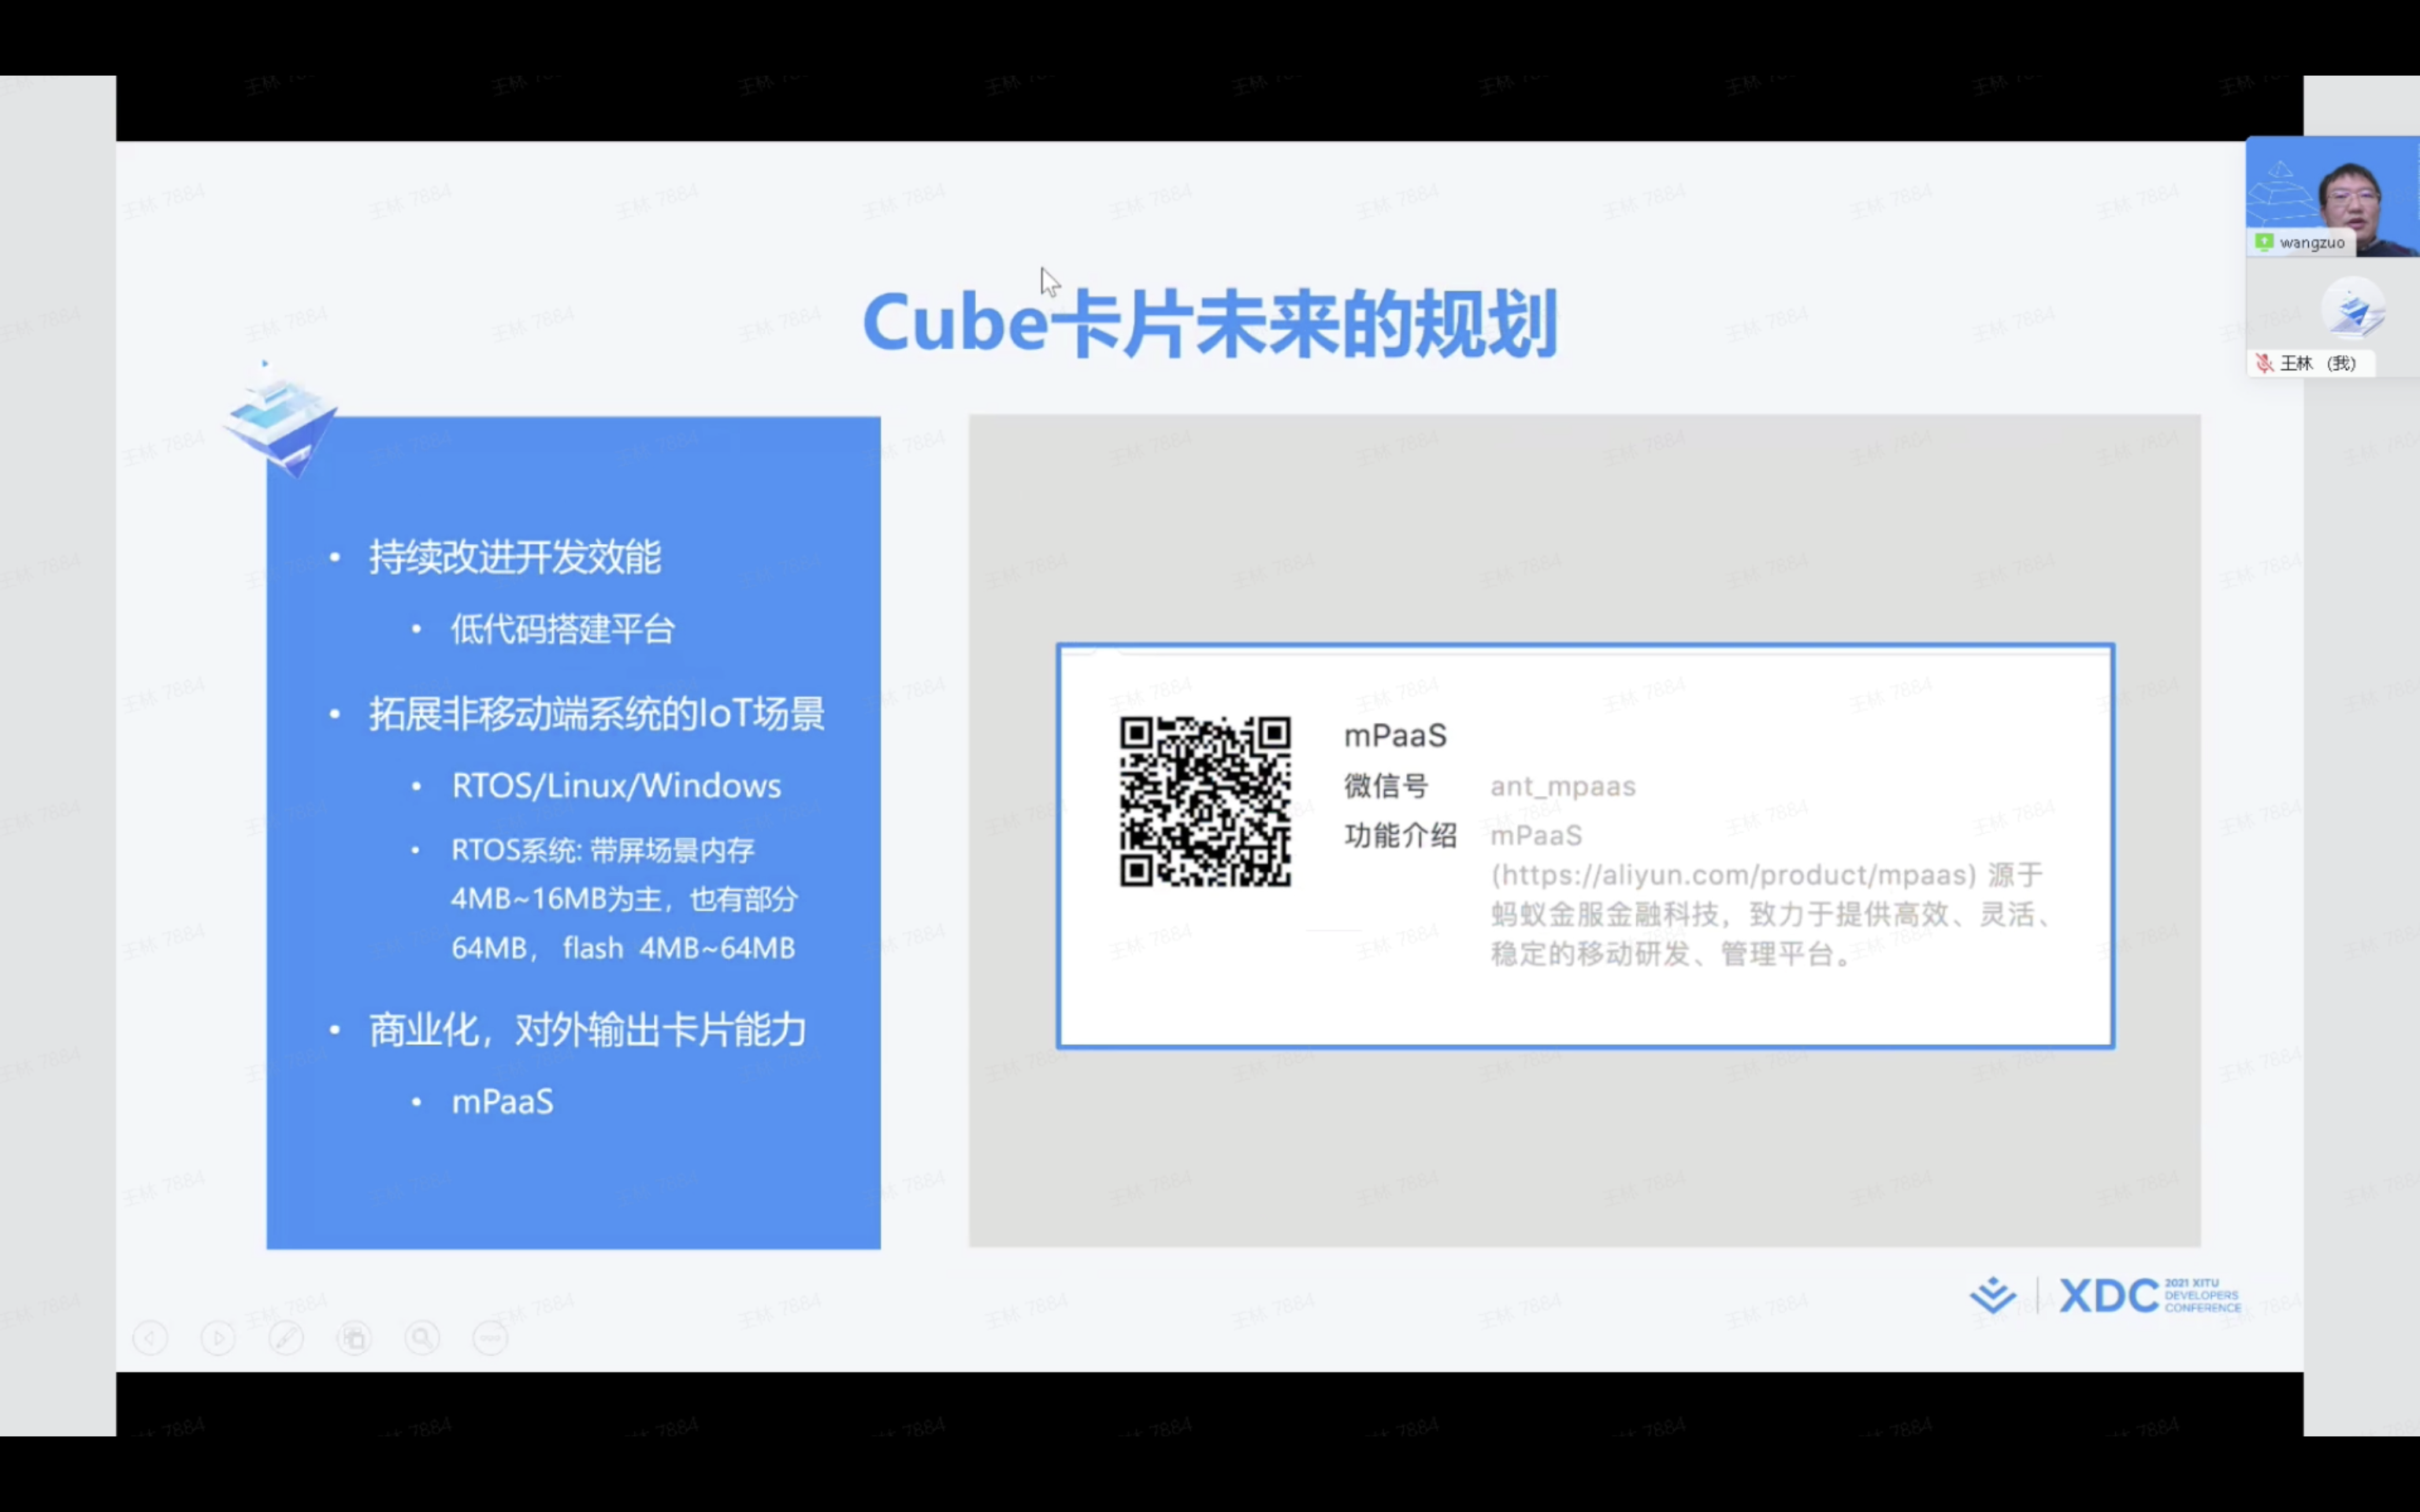 Cube卡片未来的规划
wangzuo
王林 (我)
• 持续改进开发效能
• 低代码搭建平台
• 拓展非移动端系统的IoT场景
• RTOS/Linux/Windows
• RTOS系统: 带屏场景内存
4MB~16MB为主，也有部分
64MB， flash 4MB~64MB
• 商业化，对外输出卡片能力
• mPaaS
mPaaS
微信号 ant_mpaas
功能介绍 mPaaS
(https://aliyun.com/product/mpaas) 源于
蚂蚁金服金融科技，致力于提供高效、灵活、
稳定的移动研发、管理平台。
XDC
2021 XITU
DEVELOPERS
CONFERENCE
王林 7884